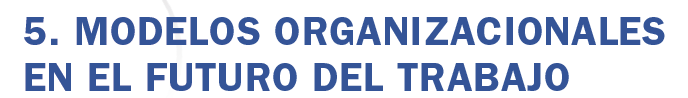 5. MODELOS ORGANIZACIONALES
EN EL FUTURO DEL TRABAJO